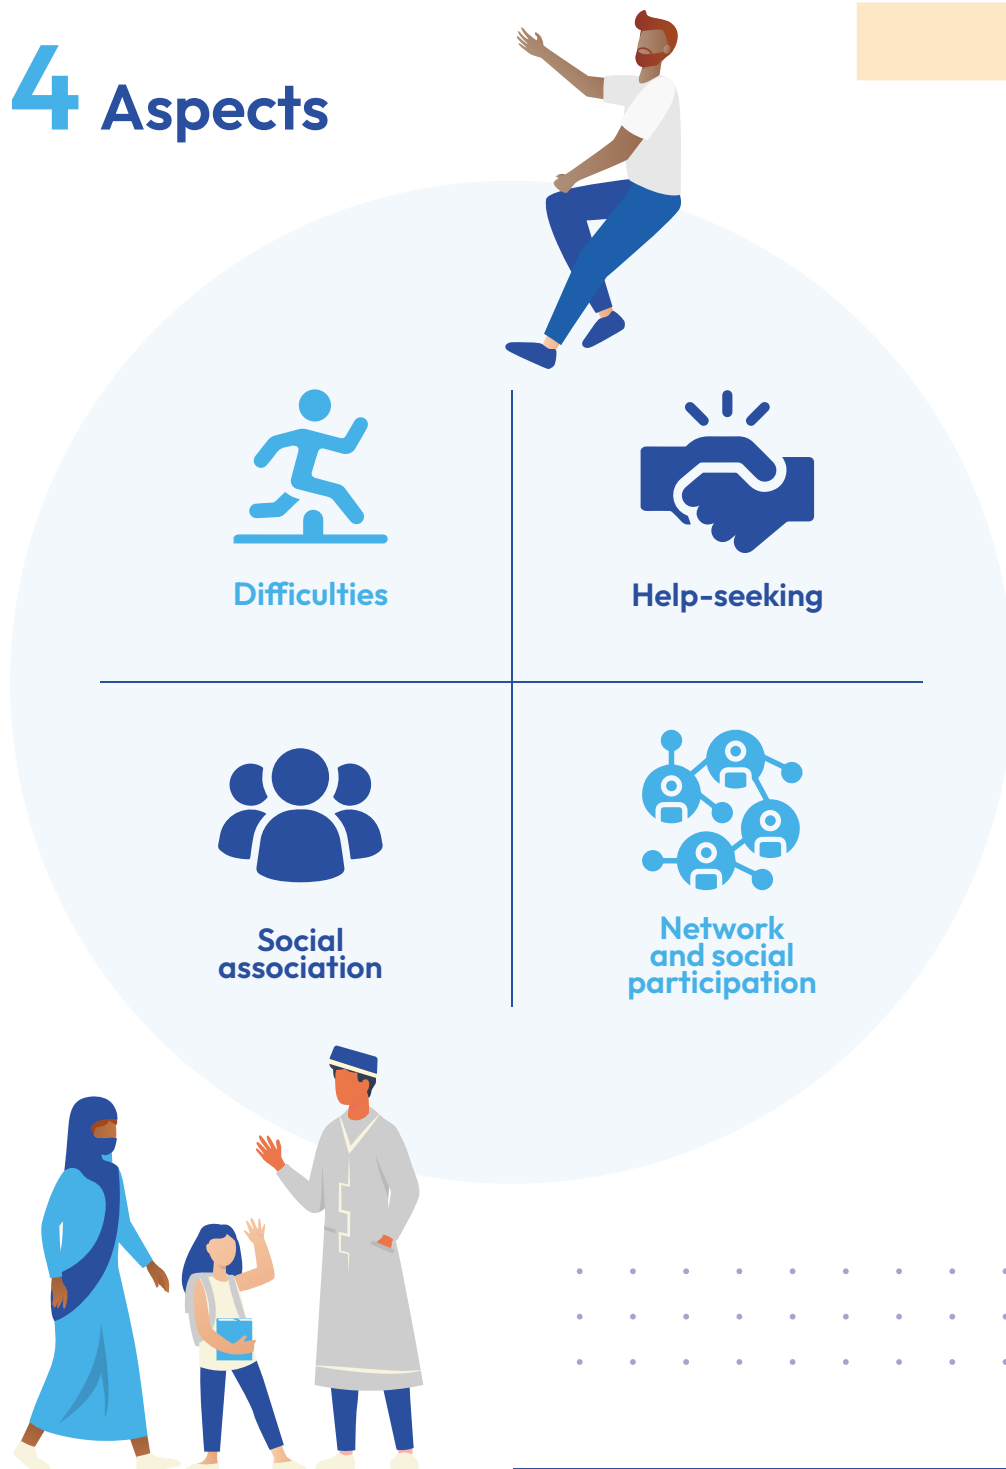 4 Aspects
Difficulties
Help-seeking
Social
association
Network
and social
participation